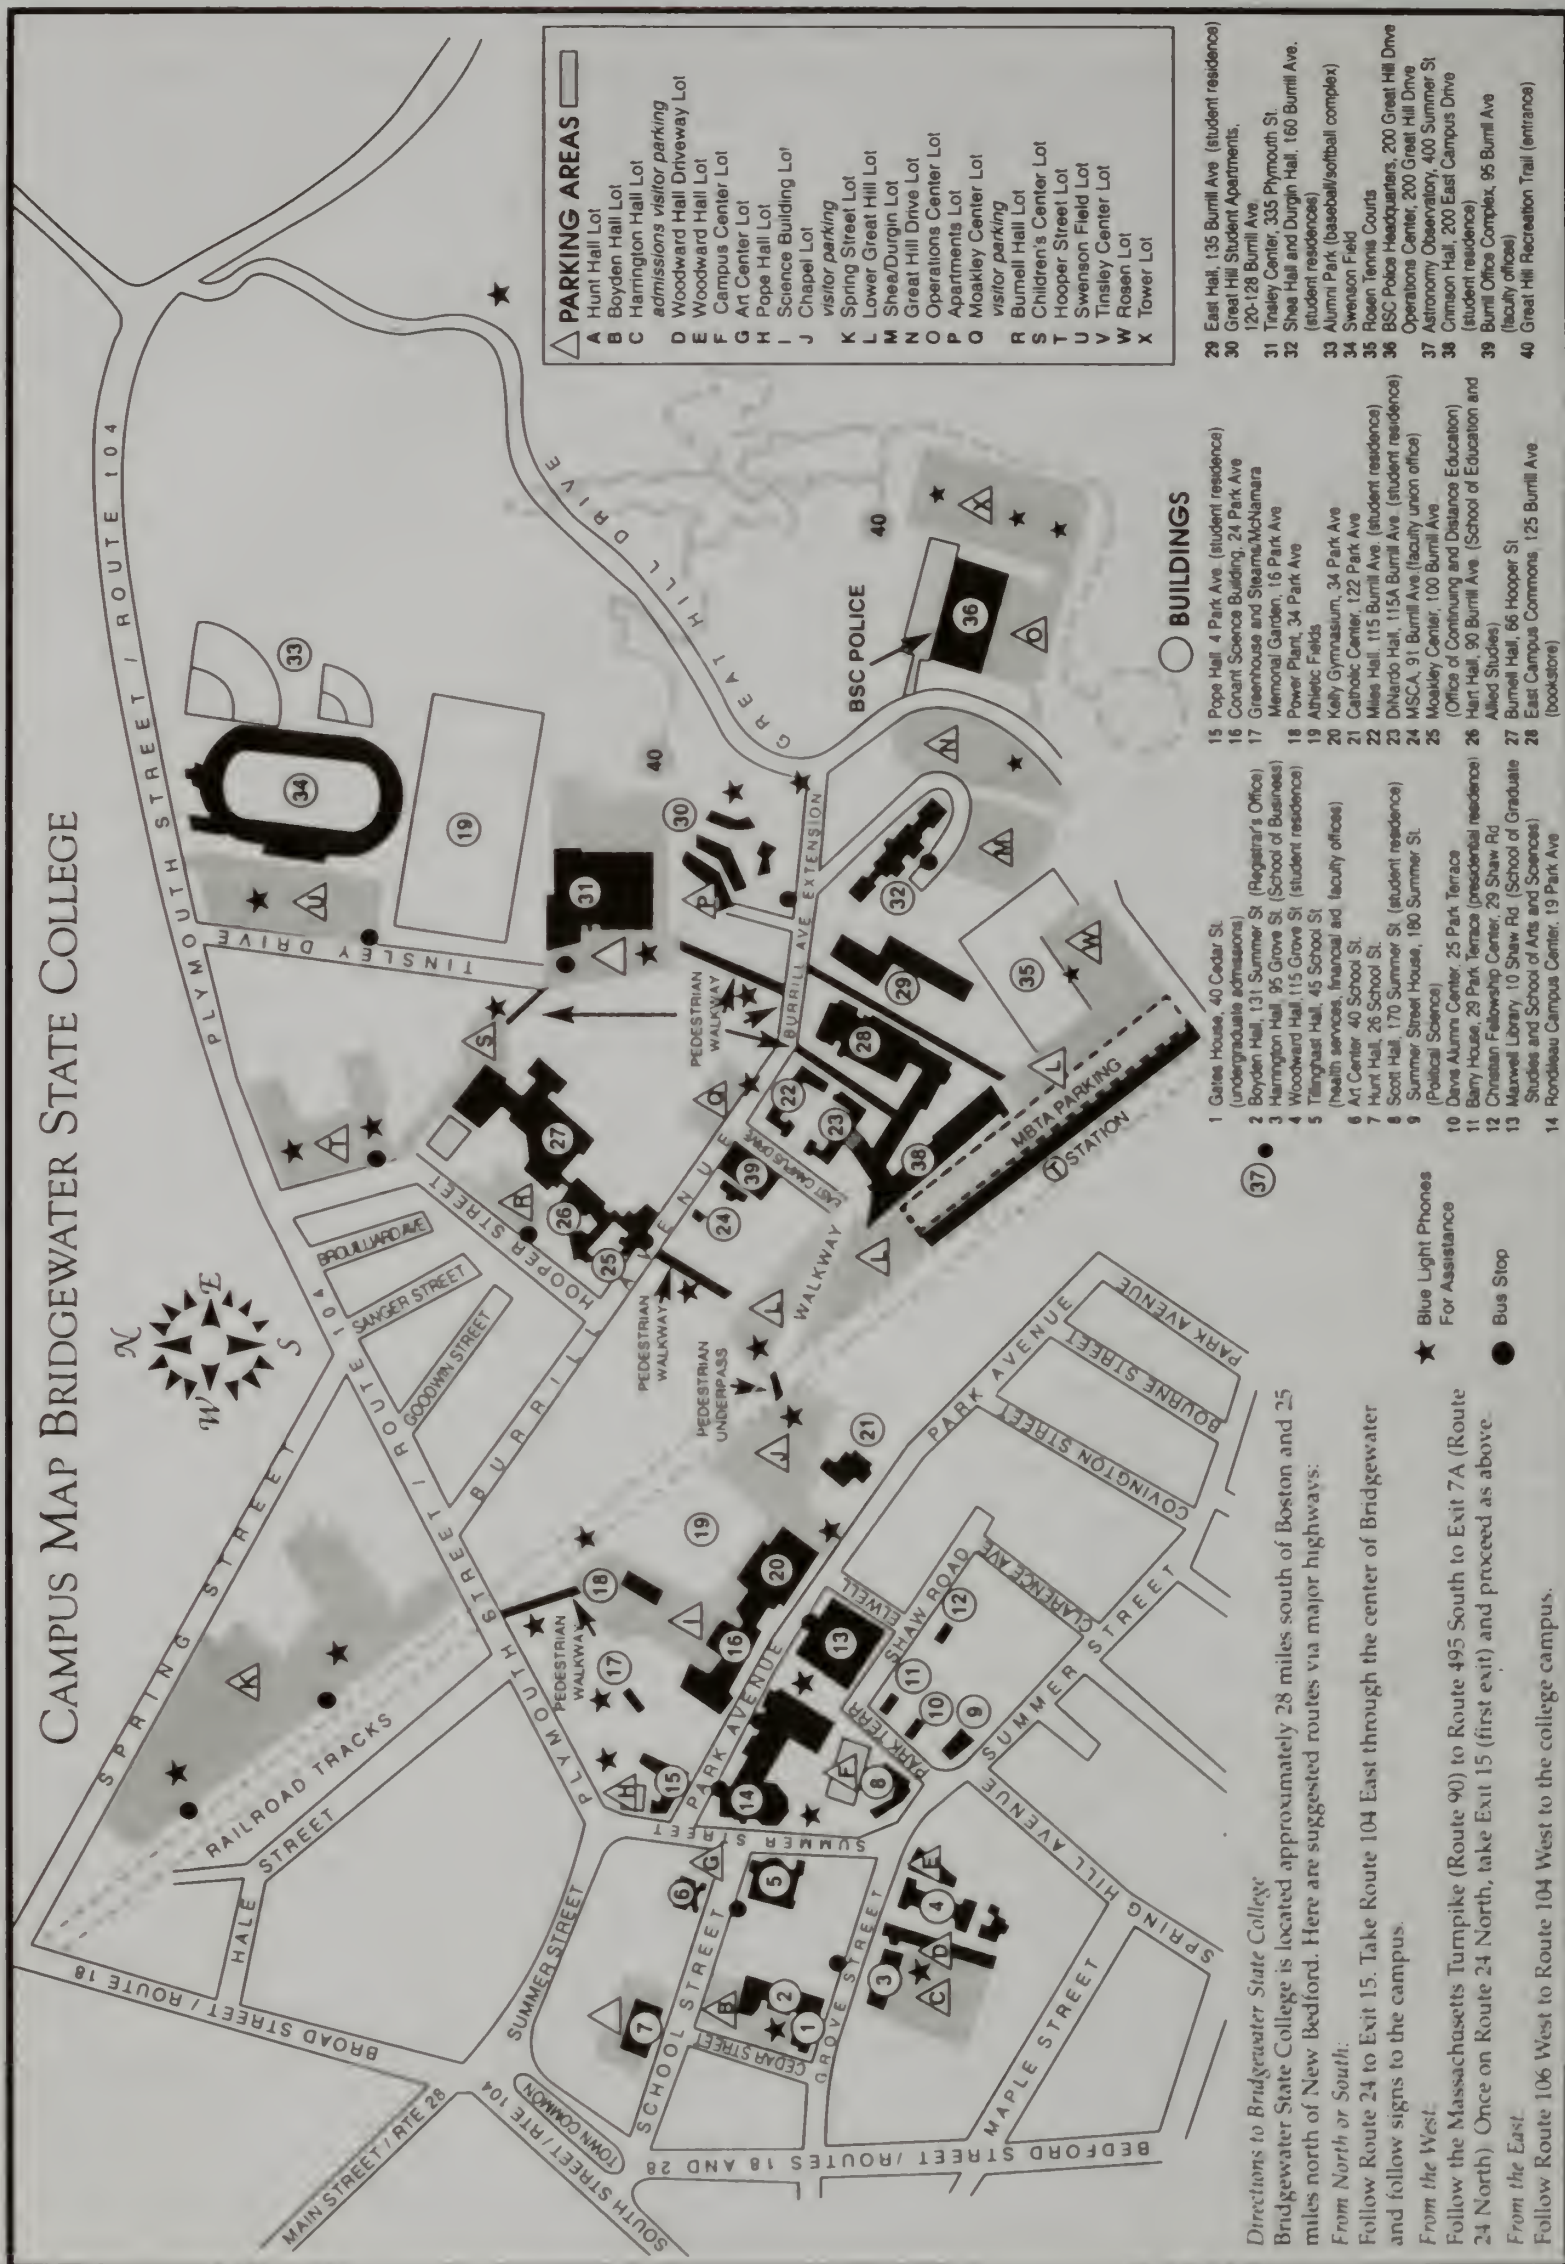 CAMPUS MAP BRIDGEWATER STATE COLLEGE
N
W
E
S
MAIN STREET / RTE 28
SOUTH STREET/RTE 104
TOWN COMMON
BROAD STREET / ROUTE 18
BEDFORD STREET /ROUTES 18 AND 28
HALE STREET
RAILROAD TRACKS
SPRING STREET
SUMMER STREET
SCHOOL STREET
CEDAR STREET
GROVE STREET
MAPLE STREET
SPRING HILL AVENUE
SUMMER STREET
PLYMOUTH STREET / ROUTE 104
PARK AVENUE
PARK TERR
SHAW ROAD
ELWELL
CLARENCE AVE
SUMMER STREET
COVINGTON STREET
BOURNE STREET
PARK AVENUE
PARK AVENUE
GOODWIN STREET
SANGER STREET
BROUILLIARD AVE
HOOPER STREET
BURRILL AVENUE
EAST CAMPUS DRIVE
PEDESTRIAN
WALKWAY
PEDESTRIAN
WALKWAY
PEDESTRIAN
UNDERPASS
WALKWAY
PEDESTRIAN
WALKWAY
MBTA PARKING
T STATION
BURRILL AVE EXTENSION
TINSLEY DRIVE
PLYMOUTH STREET / ROUTE 104
GREAT HILL DRIVE
BSC POLICE
40
40
PARKING AREAS
A Hunt Hall Lot
B Boyden Hall Lot
C Harrington Hall Lot
admissions visitor parking
D Woodward Hall Driveway Lot
E Woodward Hall Lot
F Campus Center Lot
G Art Center Lot
H Pope Hall Lot
I Science Building Lot
J Chapel Lot
visitor parking
K Spring Street Lot
L Lower Great Hill Lot
M Shea/Durgin Lot
N Great Hill Drive Lot
O Operations Center Lot
P Apartments Lot
Q Moakley Center Lot
visitor parking
R Burnell Hall Lot
S Children's Center Lot
T Hooper Street Lot
U Swenson Field Lot
V Tinsley Center Lot
W Rosen Lot
X Tower Lot
BUILDINGS
1 Gates House, 40 Cedar St.
(undergraduate admissions)
2 Boyden Hall, 131 Summer St (Registrar's Office)
3 Harrington Hall, 95 Grove St. (School of Business)
4 Woodward Hall, 115 Grove St (student residence)
5 Tillinghast Hall, 45 School St
(health services, financial aid, faculty offices)
6 Art Center 40 School St.
7 Hunt Hall, 26 School St.
8 Scott Hall, 170 Summer St. (student residence)
9 Summer Street House, 180 Summer St.
(Political Science)
10 Davis Alumni Center, 25 Park Terrace
11 Barry House, 29 Park Terrace (presidential residence)
12 Christian Fellowship Center, 29 Shaw Rd
13 Maxwell Library, 10 Shaw Rd. (School of Graduate
Studies and School of Arts and Sciences)
14 Rondileau Campus Center, 19 Park Ave
15 Pope Hall 4 Park Ave. (student residence)
16 Conant Science Building, 24 Park Ave
17 Greenhouse and Stearns/McNamara
Memorial Garden, 16 Park Ave
18 Power Plant, 34 Park Ave
19 Athletic Fields
20 Kelly Gymnasium, 34 Park Ave
21 Catholic Center, 122 Park Ave
22 Miles Hall, 115 Burrill Ave. (student residence)
23 DiNardo Hall, 115A Burrill Ave. (student residence)
24 MSCA, 91 Burrill Ave.(faculty union office)
25 Moakley Center, 100 Burrill Ave.
(Office of Continuing and Distance Education)
26 Hart Hall, 90 Burrill Ave. (School of Education and
Allied Studies)
27 Burnell Hall, 66 Hooper St
28 East Campus Commons, 125 Burrill Ave.
(bookstore)
29 East Hall, 135 Burrill Ave (student residence)
30 Great Hill Student Apartments,
120-128 Burrill Ave.
31 Tinsley Center, 335 Plymouth St.
32 Shea Hall and Durgin Hall, 160 Burrill Ave.
(student residences)
33 Alumni Park (baseball/softball complex)
34 Swenson Field
35 Rosen Tennis Courts
36 BSC Police Headquarters, 200 Great Hill Drive
Operations Center, 200 Great Hill Drive
37 Astronomy Observatory, 400 Summer St
38 Crimson Hall, 200 East Campus Drive
(student residence)
39 Burrill Office Complex, 95 Burrill Ave
(faculty offices)
40 Great Hill Recreation Trail (entrance)
37
Blue Light Phones
For Assistance
Bus Stop
Directions to Bridgewater State College
Bridgewater State College is located approximately 28 miles south of Boston and 25
miles north of New Bedford. Here are suggested routes via major highways:
From North or South:
Follow Route 24 to Exit 15. Take Route 104 East through the center of Bridgewater
and follow signs to the campus.
From the West:
Follow the Massachusetts Turnpike (Route 90) to Route 495 South to Exit 7A (Route
24 North) Once on Route 24 North, take Exit 15 (first exit) and proceed as above
From the East
Follow Route 106 West to Route 104 West to the college campus.